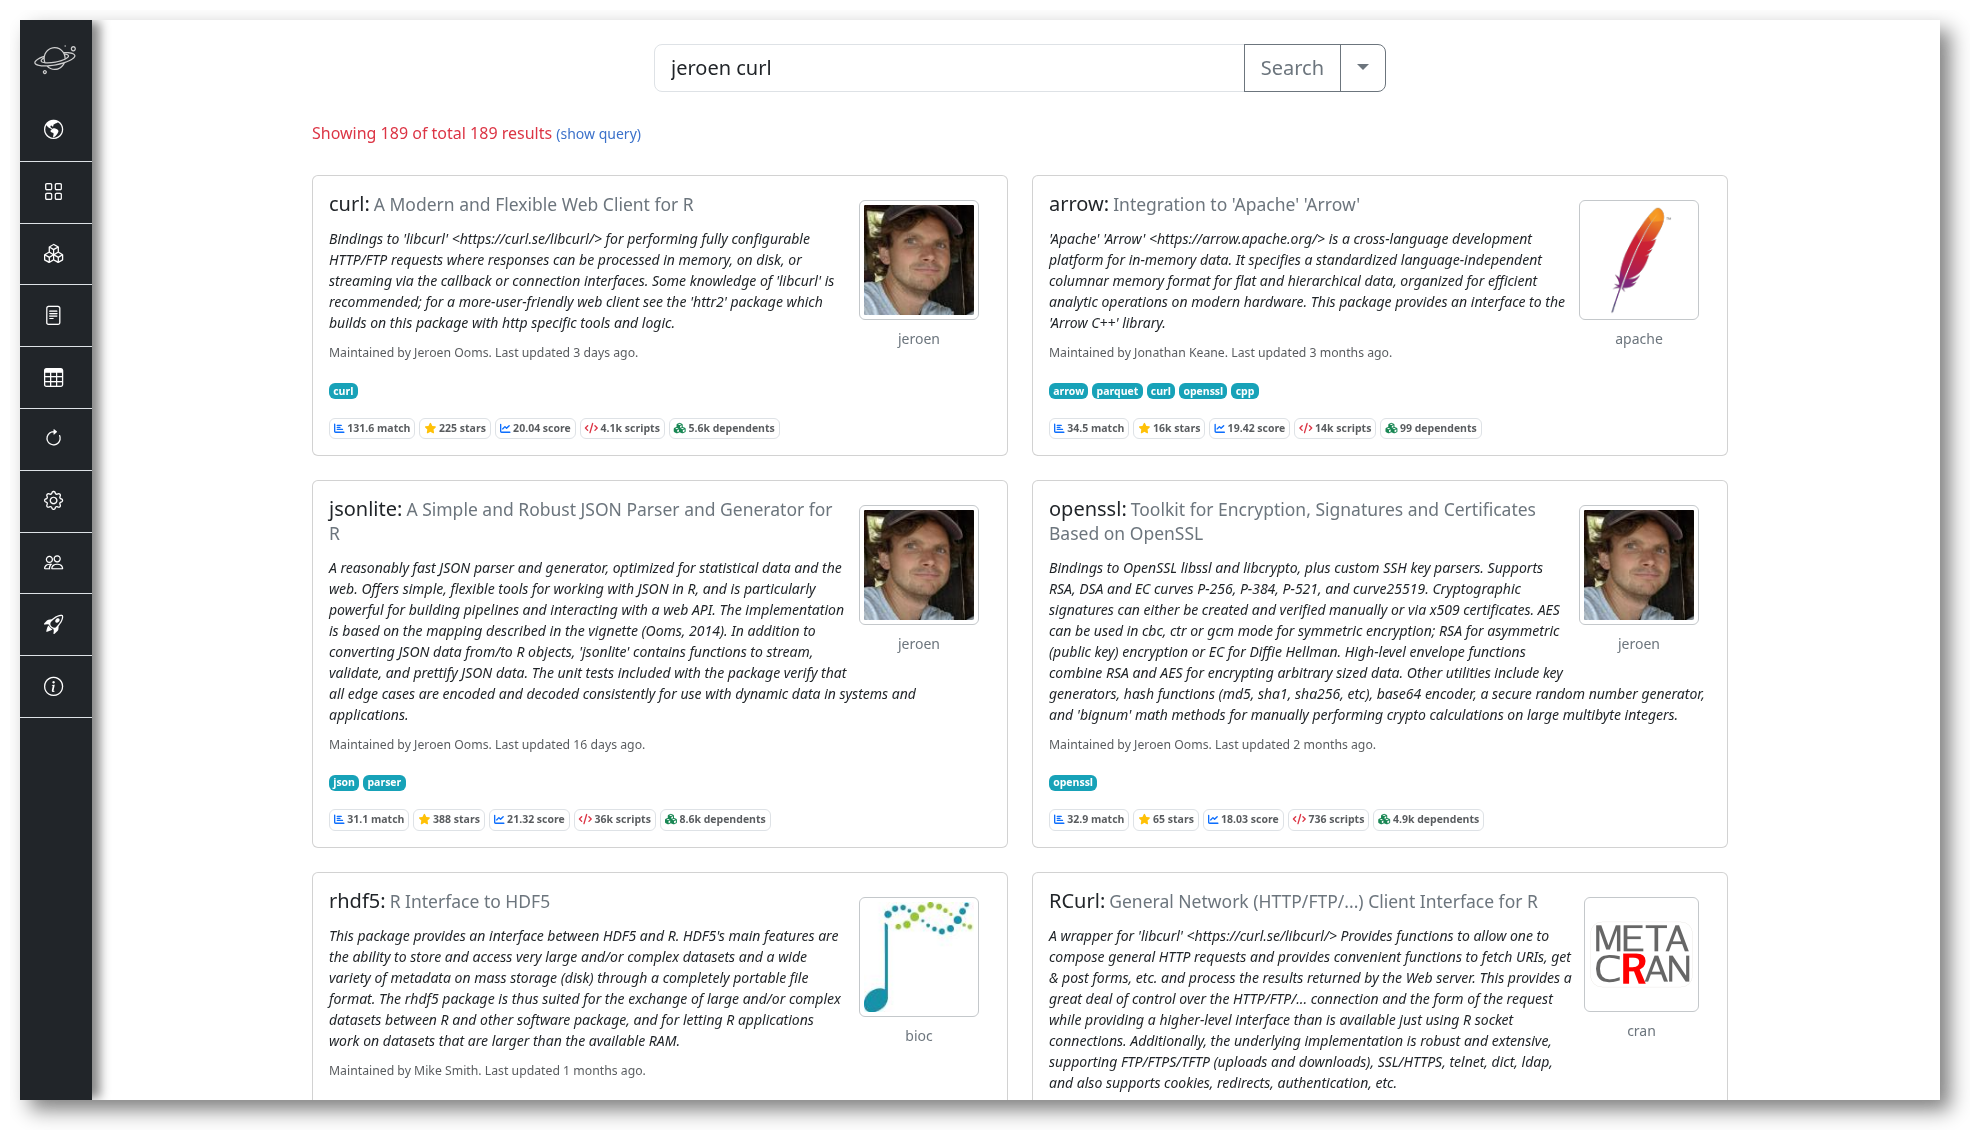 jeroen curl
Search
Showing 189 of total 189 results (show query)
curl: A Modern and Flexible Web Client for R
Bindings to 'libcurl' <https://curl.se/libcurl/> for performing fully configurable
HTTP/FTP requests where responses can be processed in memory, on disk, or
streaming via the callback or connection interfaces. Some knowledge of 'libcurl' is
recommended; for a more-user-friendly web client see the 'httr2' package which
builds on this package with http specific tools and logic.
jeroen
Maintained by Jeroen Ooms. Last updated 3 days ago.
curl
131.6 match 225 stars 20.04 score 4.1k scripts 5.6k dependents
arrow: Integration to 'Apache' 'Arrow'
'Apache' 'Arrow' <https://arrow.apache.org/> is a cross-language development
platform for in-memory data. It specifies a standardized language-independent
columnar memory format for flat and hierarchical data, organized for efficient
analytic operations on modern hardware. This package provides an interface to the
'Arrow C++' library.
apache
Maintained by Jonathan Keane. Last updated 3 months ago.
arrow parquet curl openssl cpp
34.5 match 16k stars 19.42 score 14k scripts 99 dependents
jsonlite: A Simple and Robust JSON Parser and Generator for
R
A reasonably fast JSON parser and generator, optimized for statistical data and the
web. Offers simple, flexible tools for working with JSON in R, and is particularly
powerful for building pipelines and interacting with a web API. The implementation
is based on the mapping described in the vignette (Ooms, 2014). In addition to
converting JSON data from/to R objects, 'jsonlite' contains functions to stream,
validate, and prettify JSON data. The unit tests included with the package verify that
all edge cases are encoded and decoded consistently for use with dynamic data in systems and
applications.
jeroen
Maintained by Jeroen Ooms. Last updated 16 days ago.
json parser
31.1 match 388 stars 21.32 score 36k scripts 8.6k dependents
openssl: Toolkit for Encryption, Signatures and Certificates
Based on OpenSSL
Bindings to OpenSSL libssl and libcrypto, plus custom SSH key parsers. Supports
RSA, DSA and EC curves P-256, P-384, P-521, and curve25519. Cryptographic
signatures can either be created and verified manually or via x509 certificates. AES
can be used in cbc, ctr or gcm mode for symmetric encryption; RSA for asymmetric
(public key) encryption or EC for Diffie Hellman. High-level envelope functions
combine RSA and AES for encrypting arbitrary sized data. Other utilities include key
generators, hash functions (md5, sha1, sha256, etc), base64 encoder, a secure random number generator,
and 'bignum' math methods for manually performing crypto calculations on large multibyte integers.
jeroen
Maintained by Jeroen Ooms. Last updated 2 months ago.
openssl
32.9 match 65 stars 18.03 score 736 scripts 4.9k dependents
rhdf5: R Interface to HDF5
This package provides an interface between HDF5 and R. HDF5's main features are
the ability to store and access very large and/or complex datasets and a wide
variety of metadata on mass storage (disk) through a completely portable file
format. The rhdf5 package is thus suited for the exchange of large and/or complex
datasets between R and other software package, and for letting R applications
work on datasets that are larger than the available RAM.
bioc
Maintained by Mike Smith. Last updated 1 months ago.
RCurl: General Network (HTTP/FTP/...) Client Interface for R
A wrapper for 'libcurl' <https://curl.se/libcurl/> Provides functions to allow one to
compose general HTTP requests and provides convenient functions to fetch URIs, get
& post forms, etc. and process the results returned by the Web server. This provides a
great deal of control over the HTTP/FTP/... connection and the form of the request
while providing a higher-level interface than is available just using R socket
connections. Additionally, the underlying implementation is robust and extensive,
supporting FTP/FTPS/TFTP (uploads and downloads), SSL/HTTPS, telnet, dict, ldap,
and also supports cookies, redirects, authentication, etc.
META
CRAN
cran